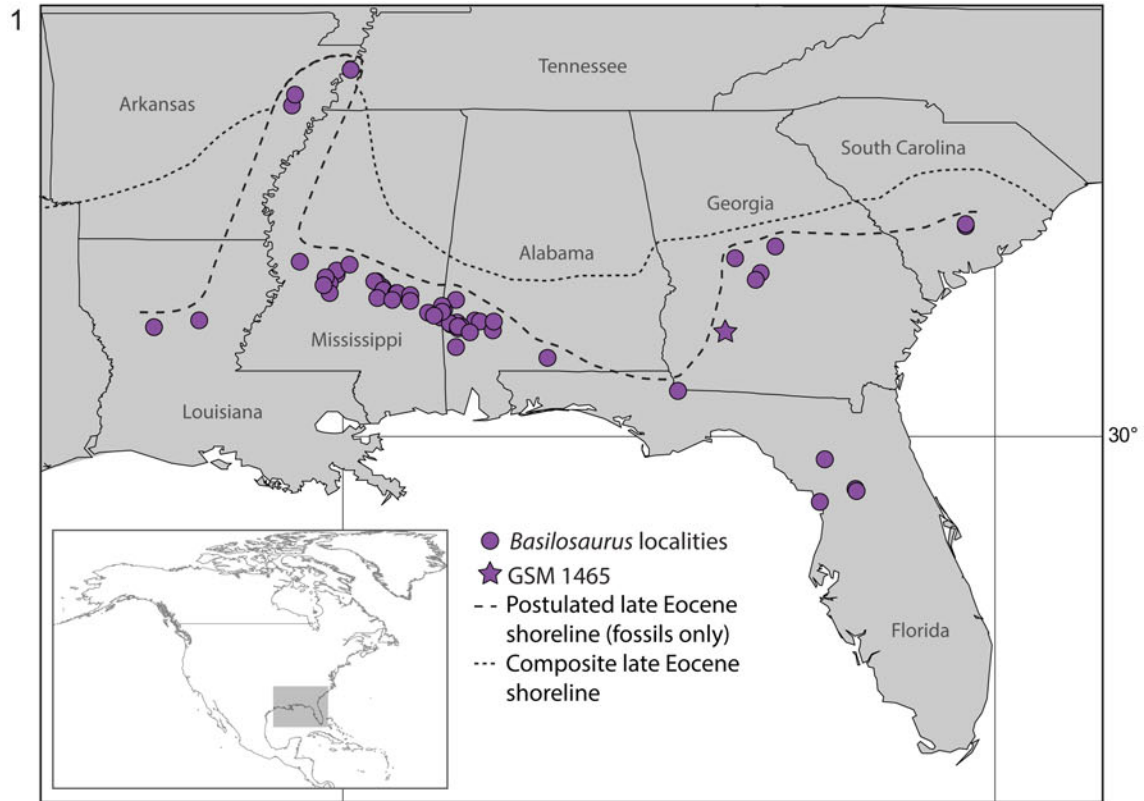 1
Tennessee
Arkansas
South Carolina
Georgia
Alabama
Mississippi
Louisiana
30°
Basilosaurus localities
GSM 1465
Postulated late Eocene
shoreline (fossils only)
Composite late Eocene
shoreline
Florida